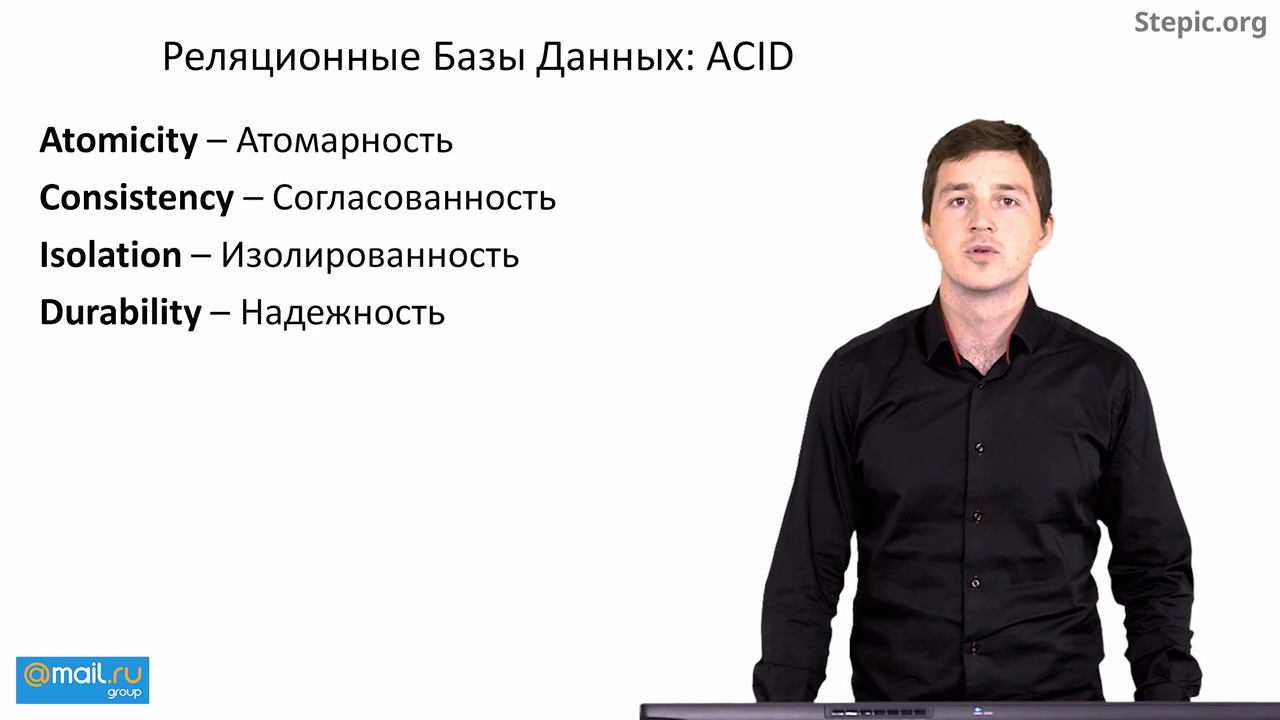 Stepic.org
Реляционные Базы Данных: ACID
Atomicity – Атомарность
Consistency – Согласованность
Isolation – Изолированность
Durability – Надежность
@mail.ru
group